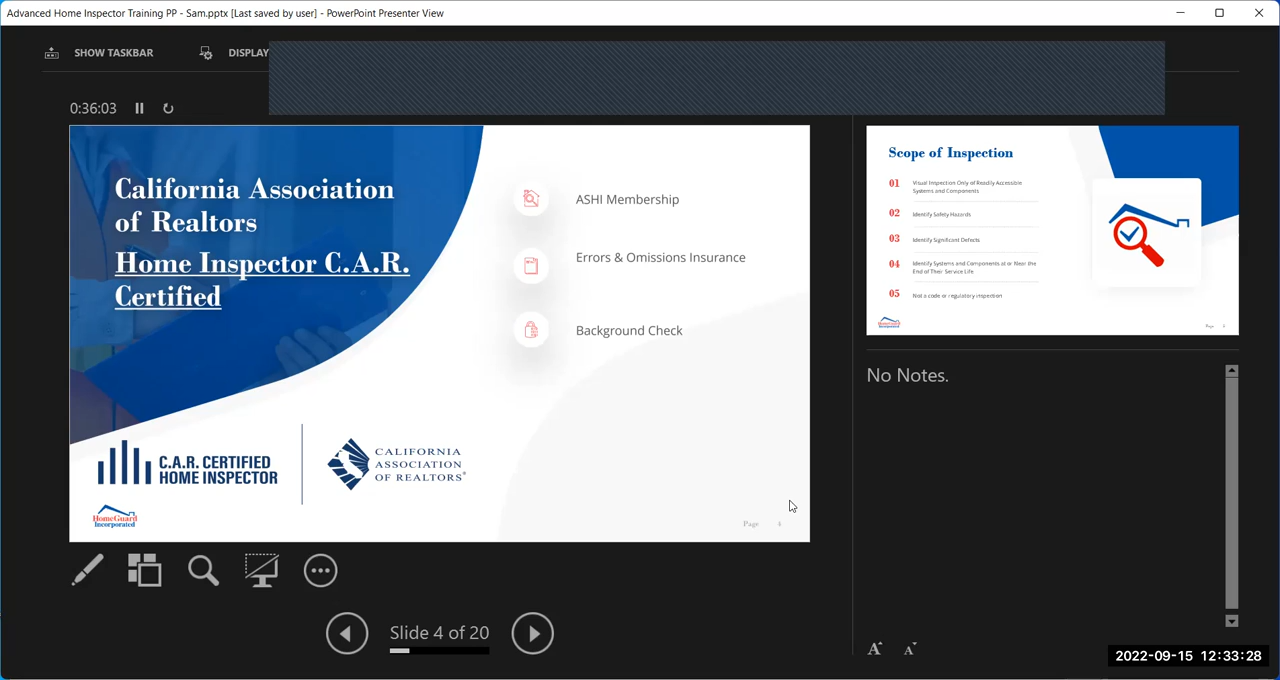 Advanced Home Inspector Training PP - Sam.pptx [Last saved by user] - PowerPoint Presenter View
SHOW TASKBAR
DISPLAY
0:36:03
California Association
of Realtors
Home Inspector C.A.R.
Certified
ASHI Membership
Errors & Omissions Insurance
Background Check
C.A.R. CERTIFIED
HOME INSPECTOR
CALIFORNIA
ASSOCIATION
OF REALTORS®
HomeGuard
Incorporated
Page 4
Slide 4 of 20
Scope of Inspection
01 Visual Inspection Only of Readily Accessible
Systems and Components
02 Identify Safety Hazards
03 Identify Significant Defects
04 Identify Systems and Components at or Near the
End of Their Service Life
05 Not a code or regulatory inspection
HomeGuard
Incorporated
Page
No Notes.
A A
2022-09-15 12:33:28